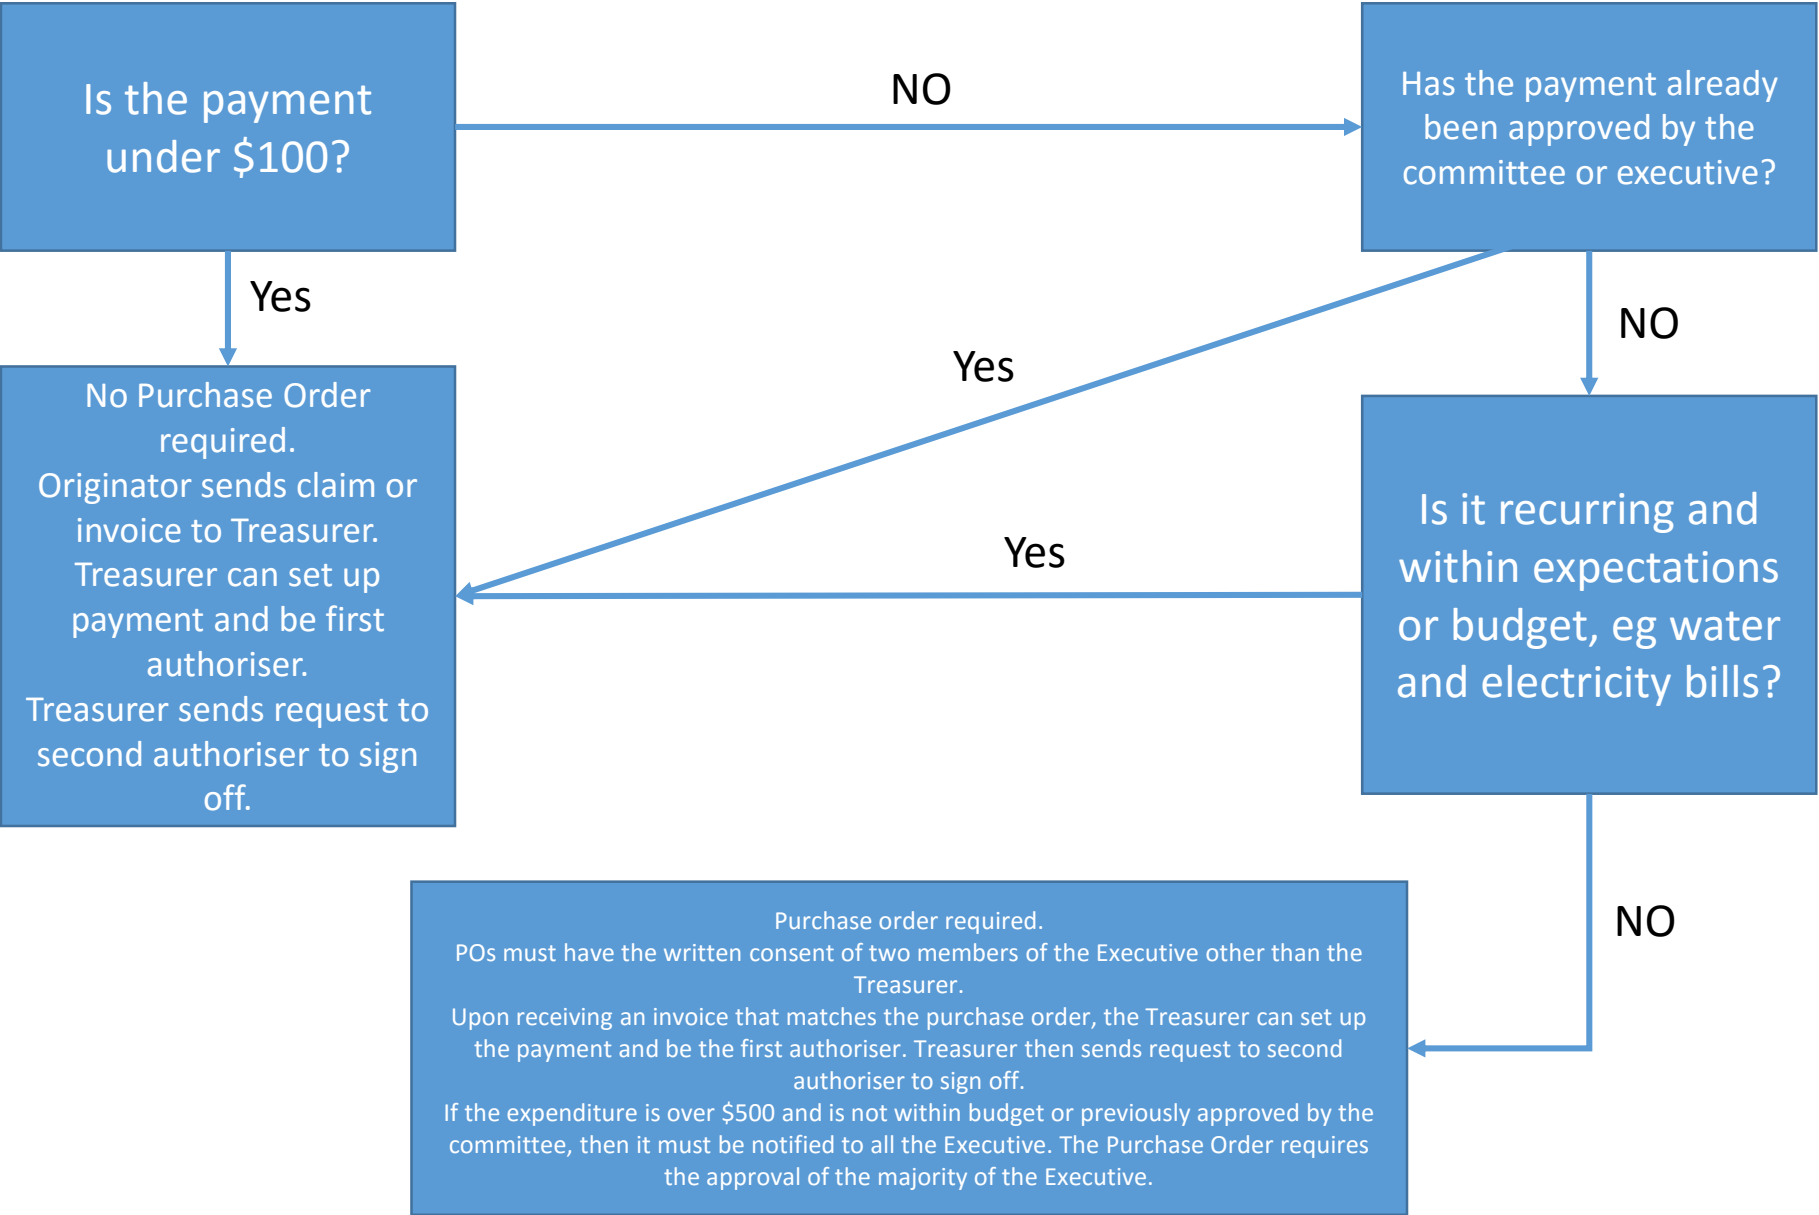 Is the payment
under $100?
NO
Has the payment already
been approved by the
committee or executive?
Yes
NO
Yes
No Purchase Order
required.
Originator sends claim or
invoice to Treasurer.
Treasurer can set up
payment and be first
authoriser.
Treasurer sends request to
second authoriser to sign
off.
Yes
Is it recurring and
within expectations
or budget, eg water
and electricity bills?
NO
Purchase order required.
POs must have the written consent of two members of the Executive other than the
Treasurer.
Upon receiving an invoice that matches the purchase order, the Treasurer can set up
the payment and be the first authoriser. Treasurer then sends request to second
authoriser to sign off.
If the expenditure is over $500 and is not within budget or previously approved by the
committee, then it must be notified to all the Executive. The Purchase Order requires
the approval of the majority of the Executive.